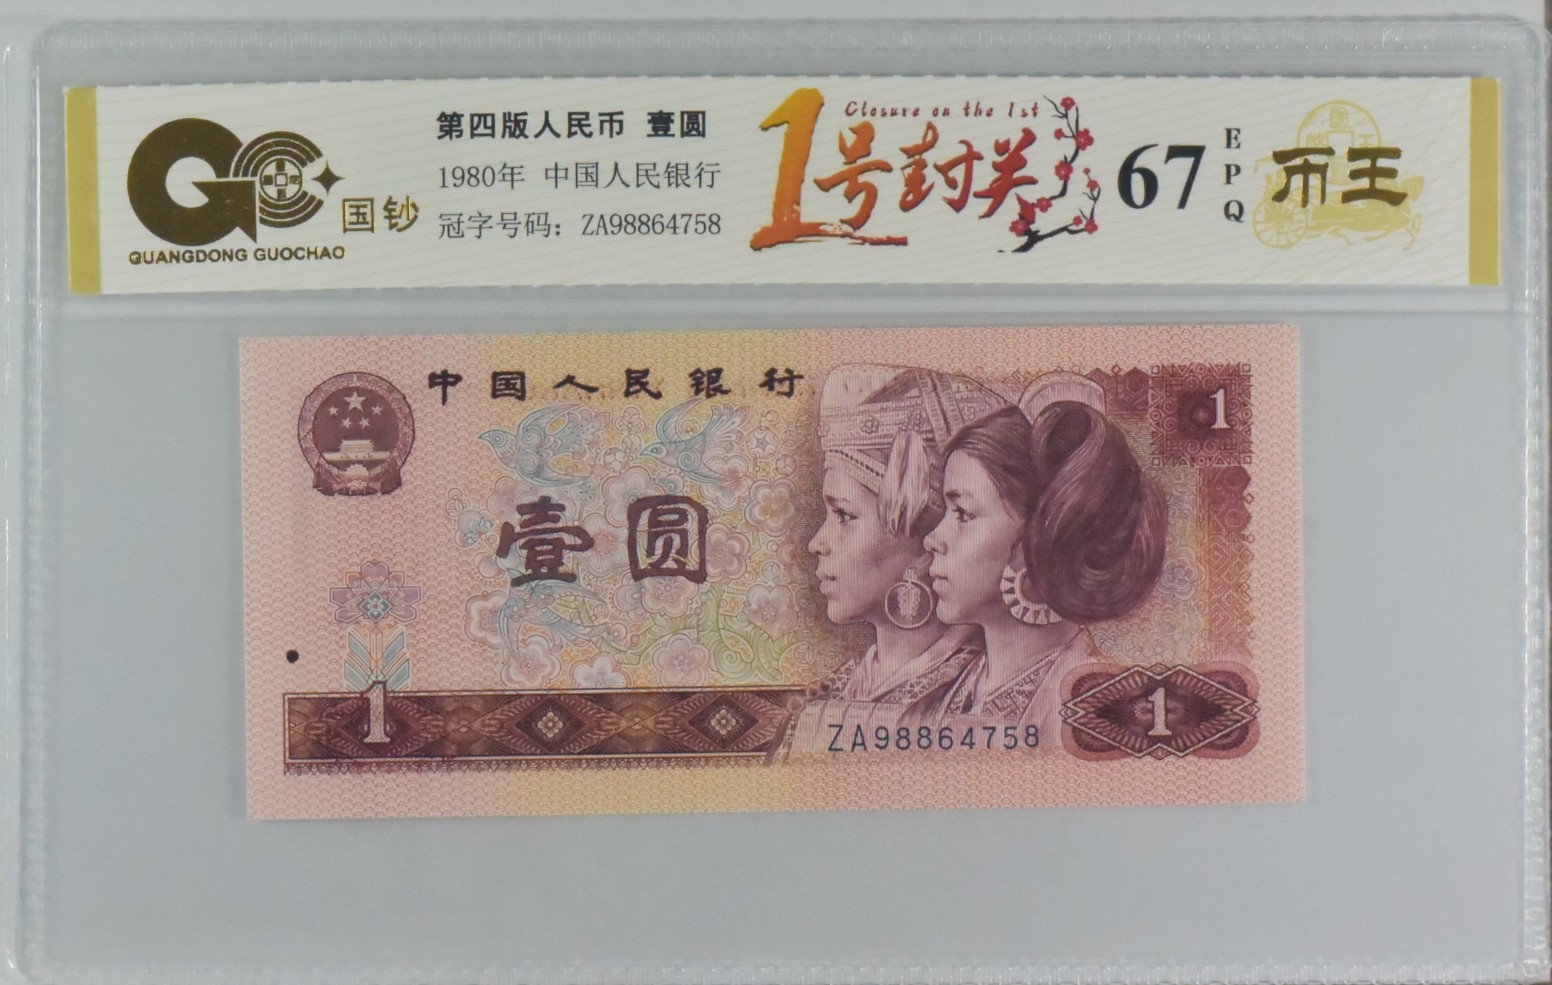 第四版人民币 壹圆
1980年 中国人民银行
冠字号码：ZA98864758
国钞
QUANGDONG GUOCHAO
Closure on the 1st
1号封关
67
EPQ
币王
中国人民银行
1
壹圆
1
1
ZA98864758